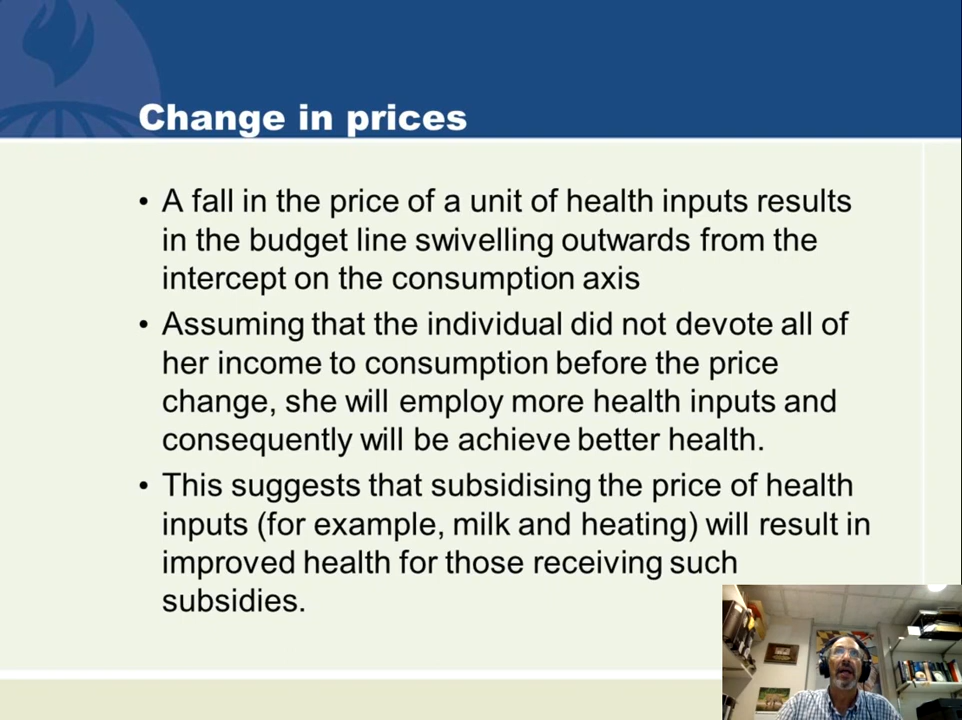 Change in prices
• A fall in the price of a unit of health inputs results
in the budget line swivelling outwards from the
intercept on the consumption axis
• Assuming that the individual did not devote all of
her income to consumption before the price
change, she will employ more health inputs and
consequently will be achieve better health.
• This suggests that subsidising the price of health
inputs (for example, milk and heating) will result in
improved health for those receiving such
subsidies.